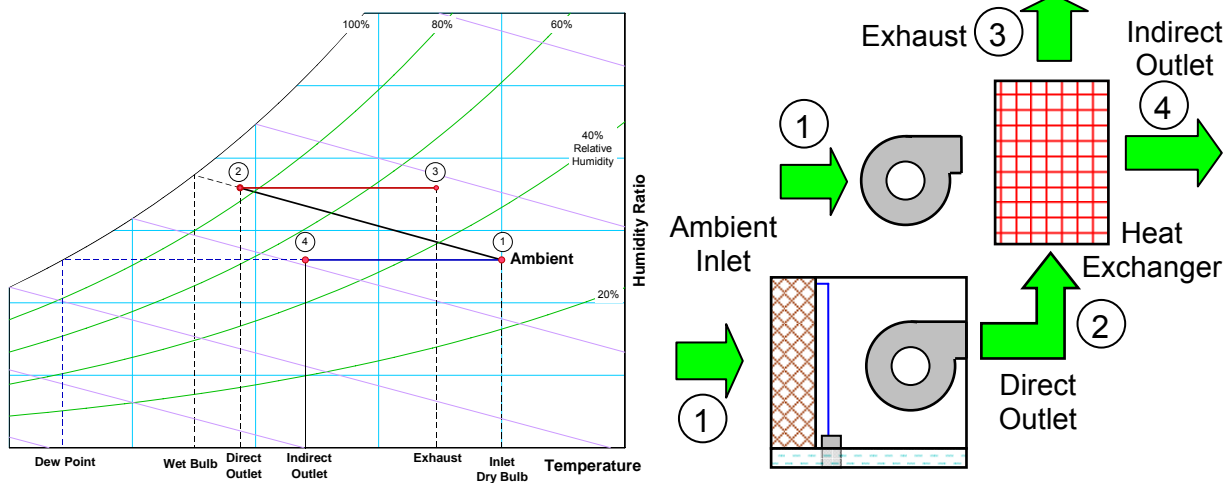 100%
80%
60%
40%
Relative
Humidity
20%
2
3
4
1
Ambient
Humidity Ratio
Dew Point
Wet Bulb
Direct
Outlet
Indirect
Outlet
Exhaust
Inlet
Dry Bulb
Temperature
Exhaust
3
Indirect
Outlet
4
1
Ambient
Inlet
Heat
Exchanger
1
2
Direct
Outlet